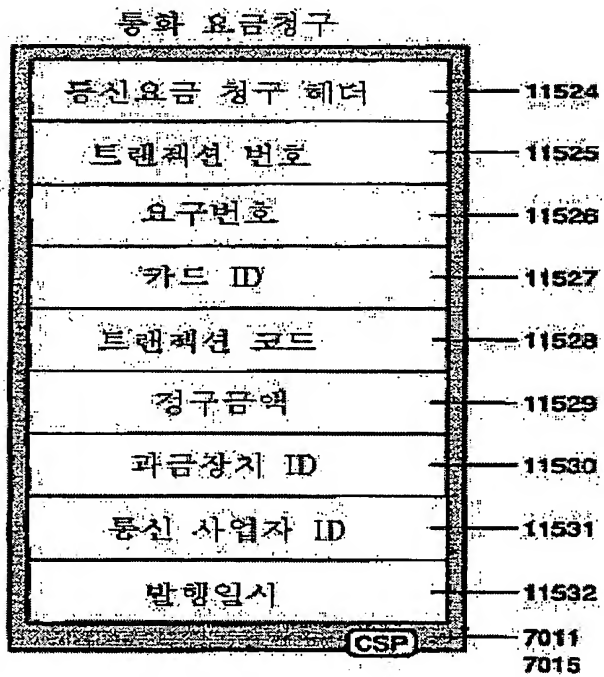 통화 요금청구
통신요금 청구 헤더 11524
트랜잭션 번호 11525
요구번호 11526
카드 ID 11527
트랜잭션 코드 11528
청구금액 11529
과금장치 ID 11530
통신 사업자 ID 11531
발행일시 11532
CSP 7011
7015